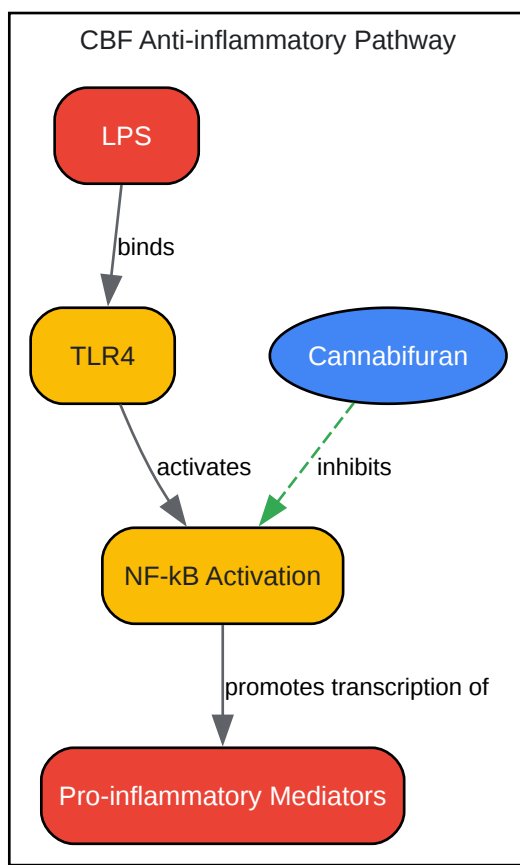 CBF Anti-inflammatory Pathway
LPS
binds
TLR4
Cannabifuran
activates
inhibits
NF-kB Activation
promotes transcription of
Pro-inflammatory Mediators